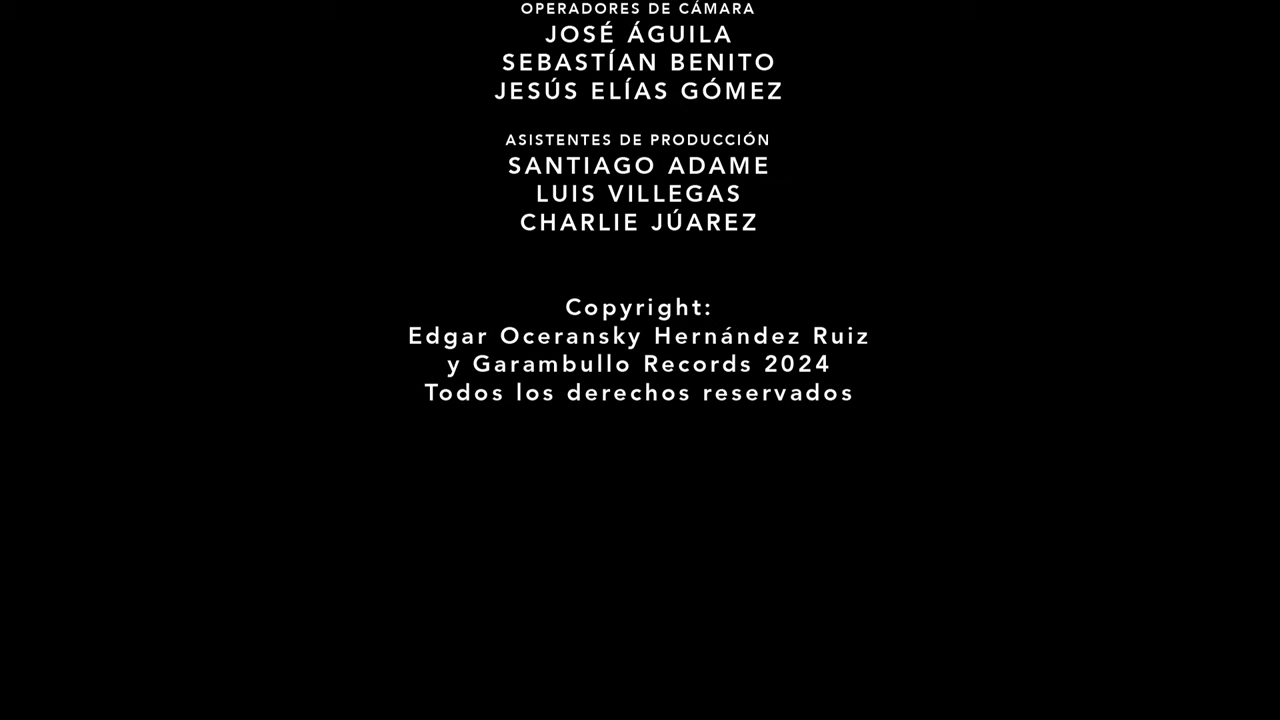 OPERADORES DE CÁMARA
JOSÉ ÁGUILA
SEBASTÍAN BENITO
JESÚS ELÍAS GÓMEZ
ASISTENTES DE PRODUCCIÓN
SANTIAGO ADAME
LUIS VILLEGAS
CHARLIE JÚAREZ
Copyright:
Edgar Oceransky Hernández Ruiz
y Garambullo Records 2024
Todos los derechos reservados